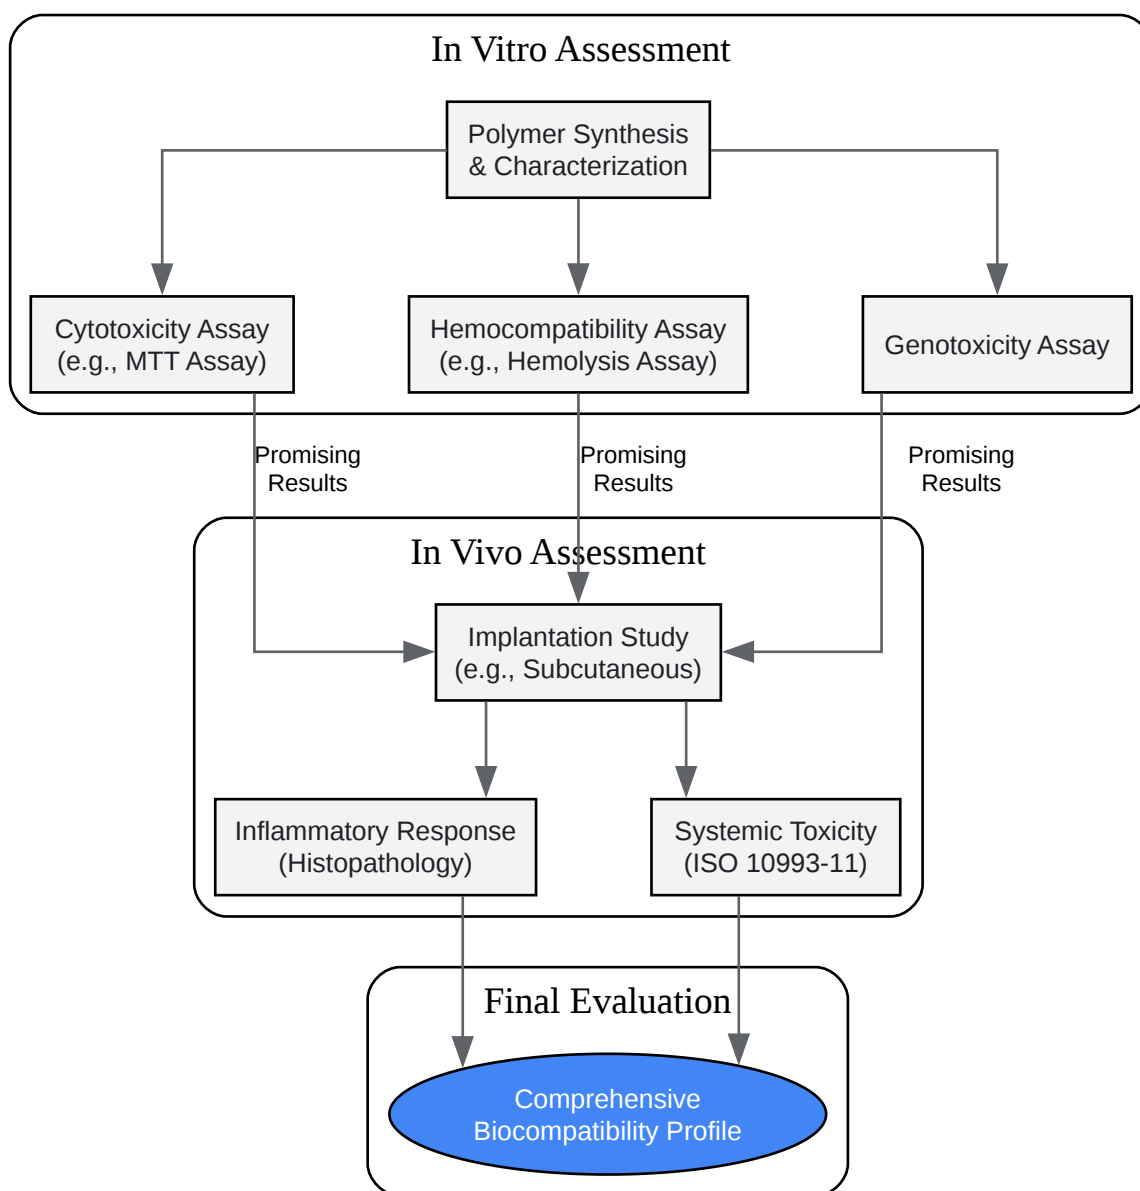 In Vitro Assessment
Polymer Synthesis
& Characterization
Cytotoxicity Assay
(e.g., MTT Assay)
Hemocompatibility Assay
(e.g., Hemolysis Assay)
Genotoxicity Assay
Promising
Results
Promising
Results
Promising
Results
In Vivo Assessment
Implantation Study
(e.g., Subcutaneous)
Inflammatory Response
(Histopathology)
Systemic Toxicity
(ISO 10993-11)
Final Evaluation
Comprehensive
Biocompatibility Profile